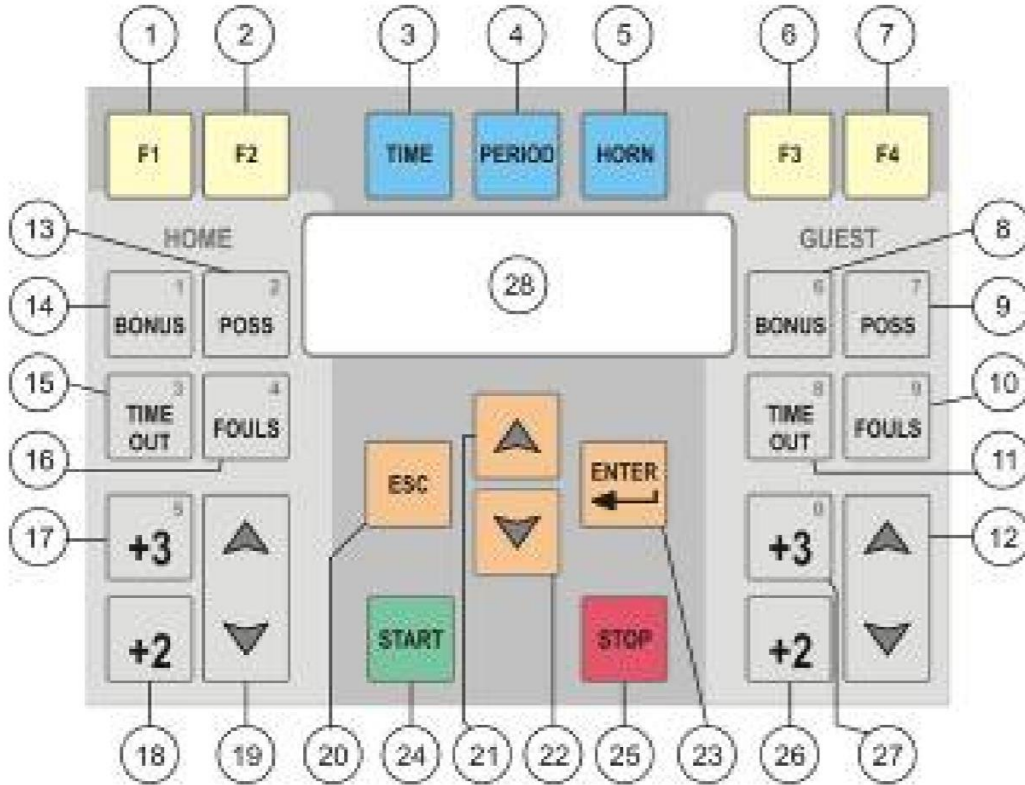 1 2 3 4 5 6 7
F1 F2 TIME PERIOD HORN F3 F4
13 HOME GUEST 8
28
14 1 2 6 7 9
BONUS POSS BONUS POSS
15 3 4 8 9 10
TIME OUT FOULS TIME OUT FOULS
16 ESC ENTER 11
17 5 0 12
+3 +3
+2 START STOP +2
18 19 20 24 21 22 25 23 26 27